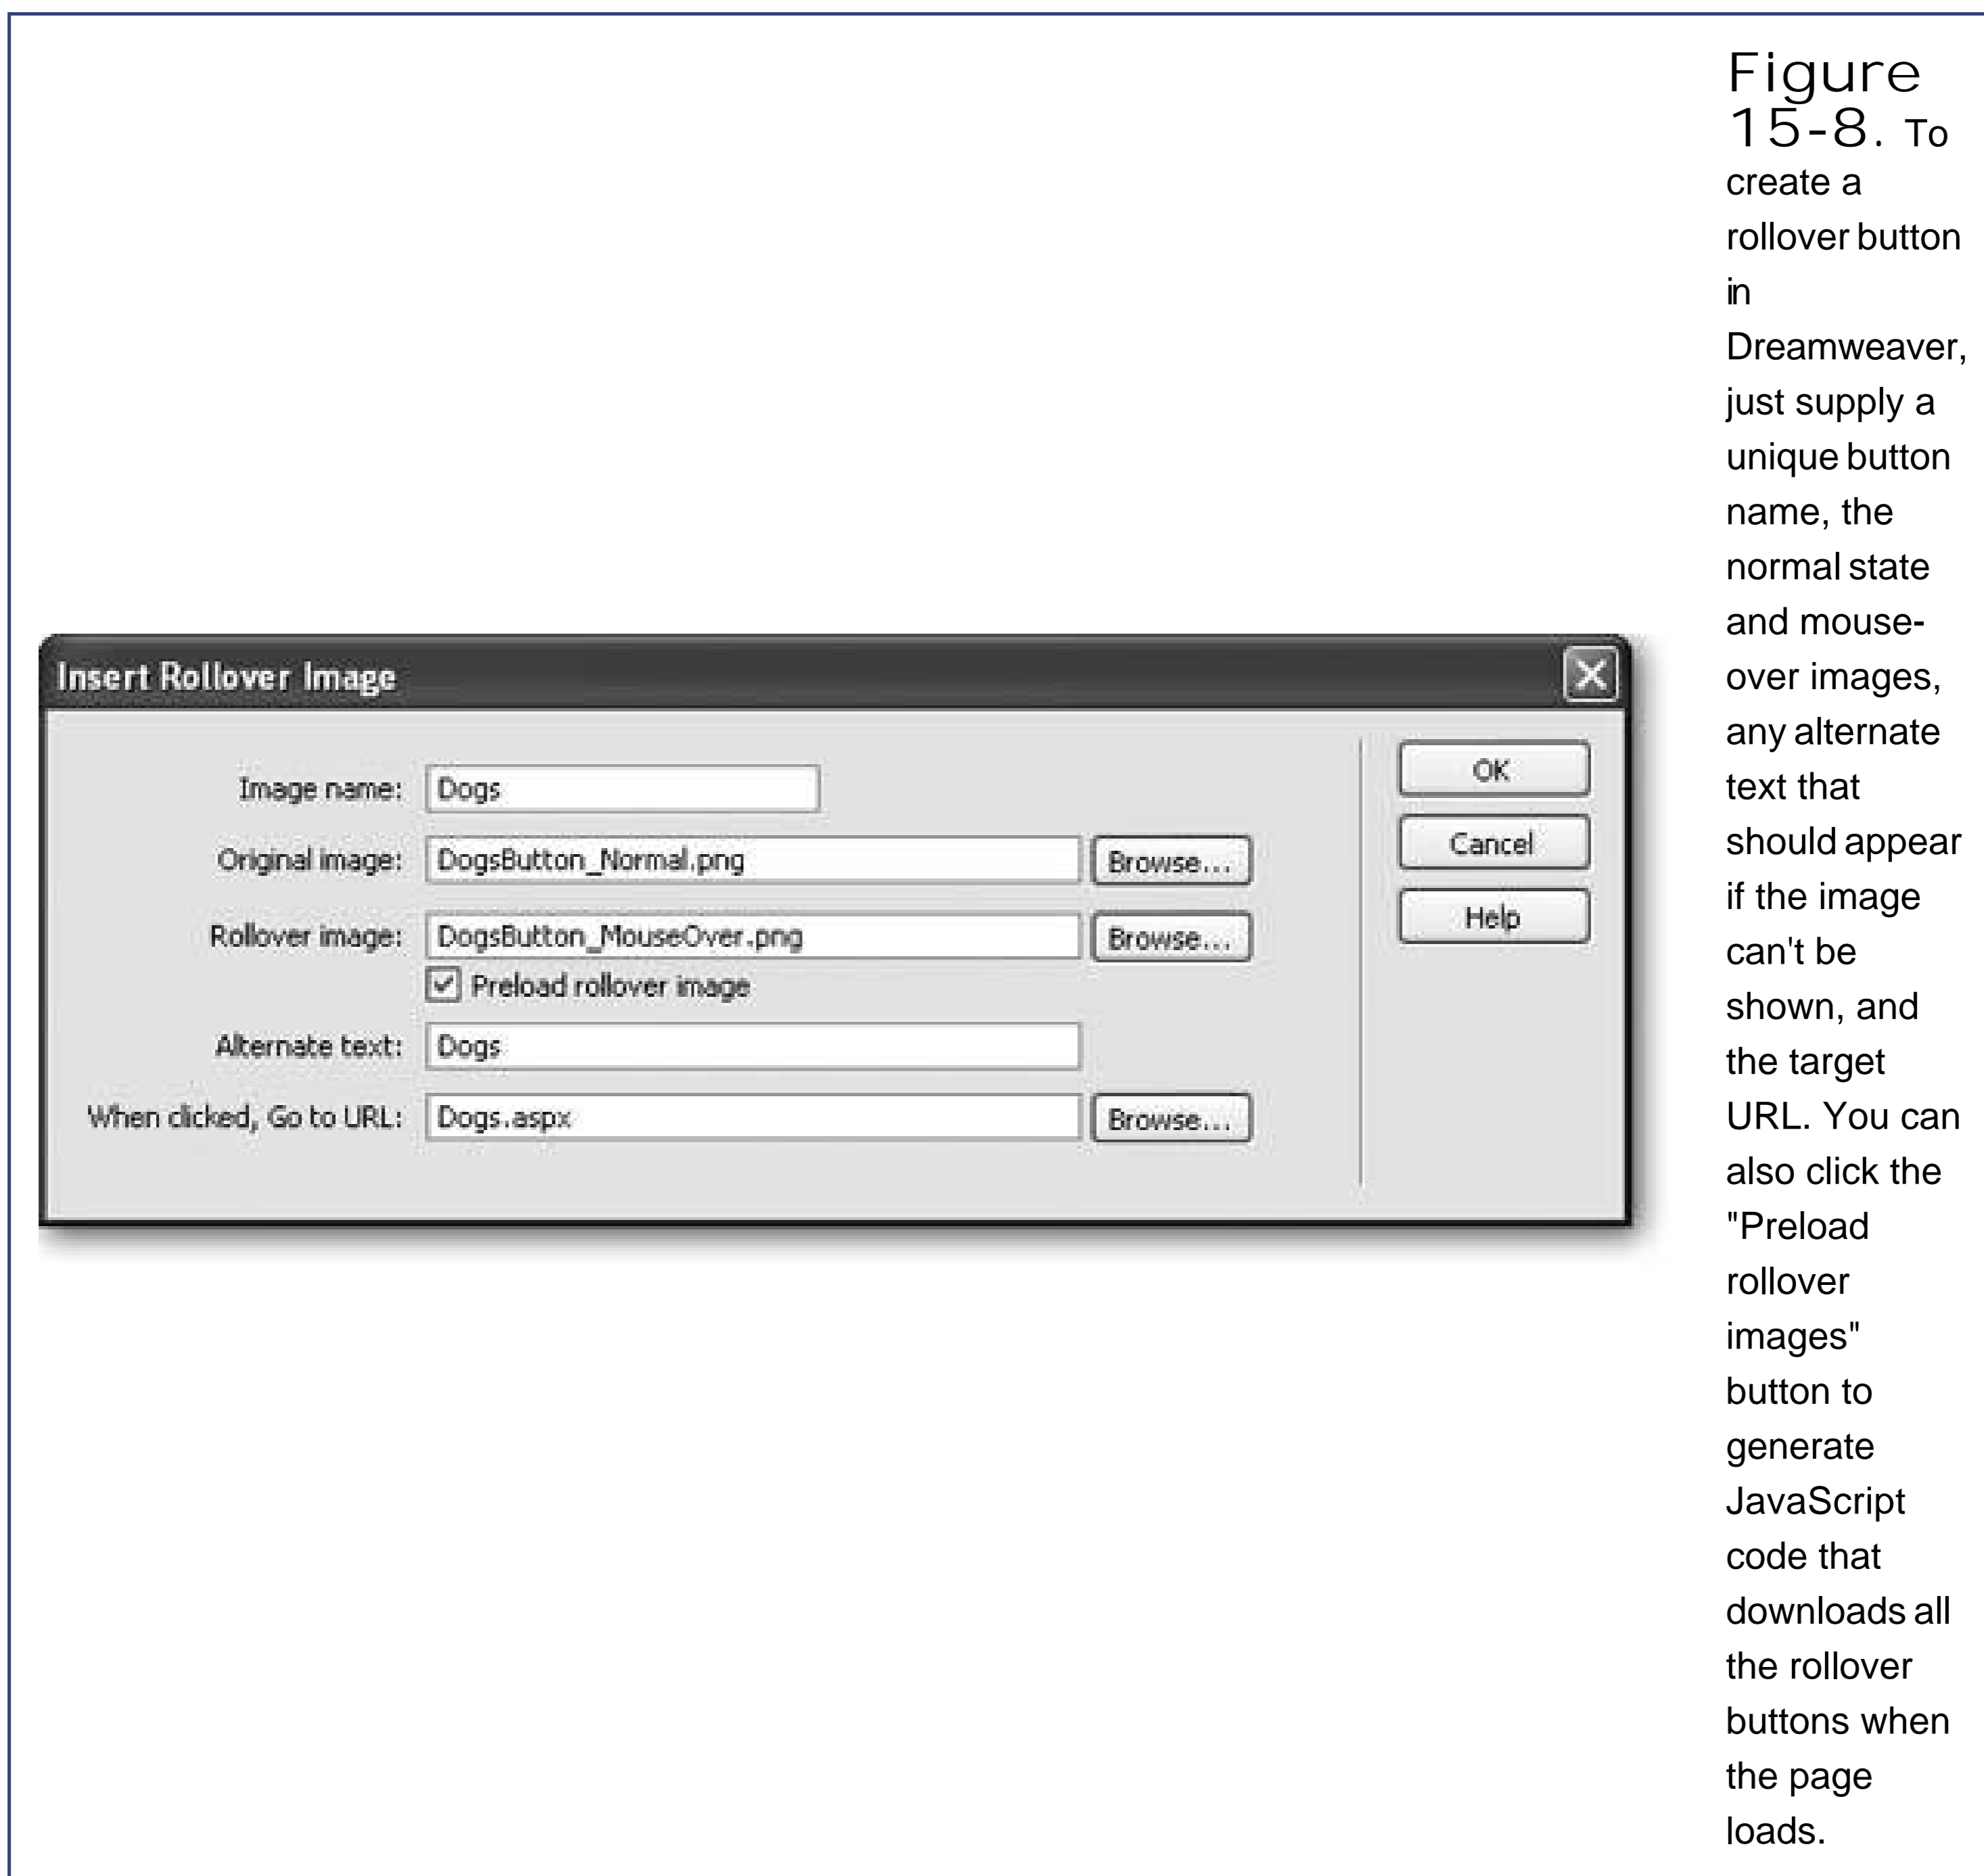 Insert Rollover Image
Image name: Dogs
Original image: DogsButton_Normal.png Browse...
Rollover image: DogsButton_MouseOver.png Browse...
Preload rollover image
Alternate text: Dogs
When clicked, Go to URL: Dogs.aspx Browse...
OK
Cancel
Help
Figure
15-8. To
create a
rollover button
in
Dreamweaver,
just supply a
unique button
name, the
normal state
and mouse-
over images,
any alternate
text that
should appear
if the image
can't be
shown, and
the target
URL. You can
also click the
"Preload
rollover
images"
button to
generate
JavaScript
code that
downloads all
the rollover
buttons when
the page
loads.